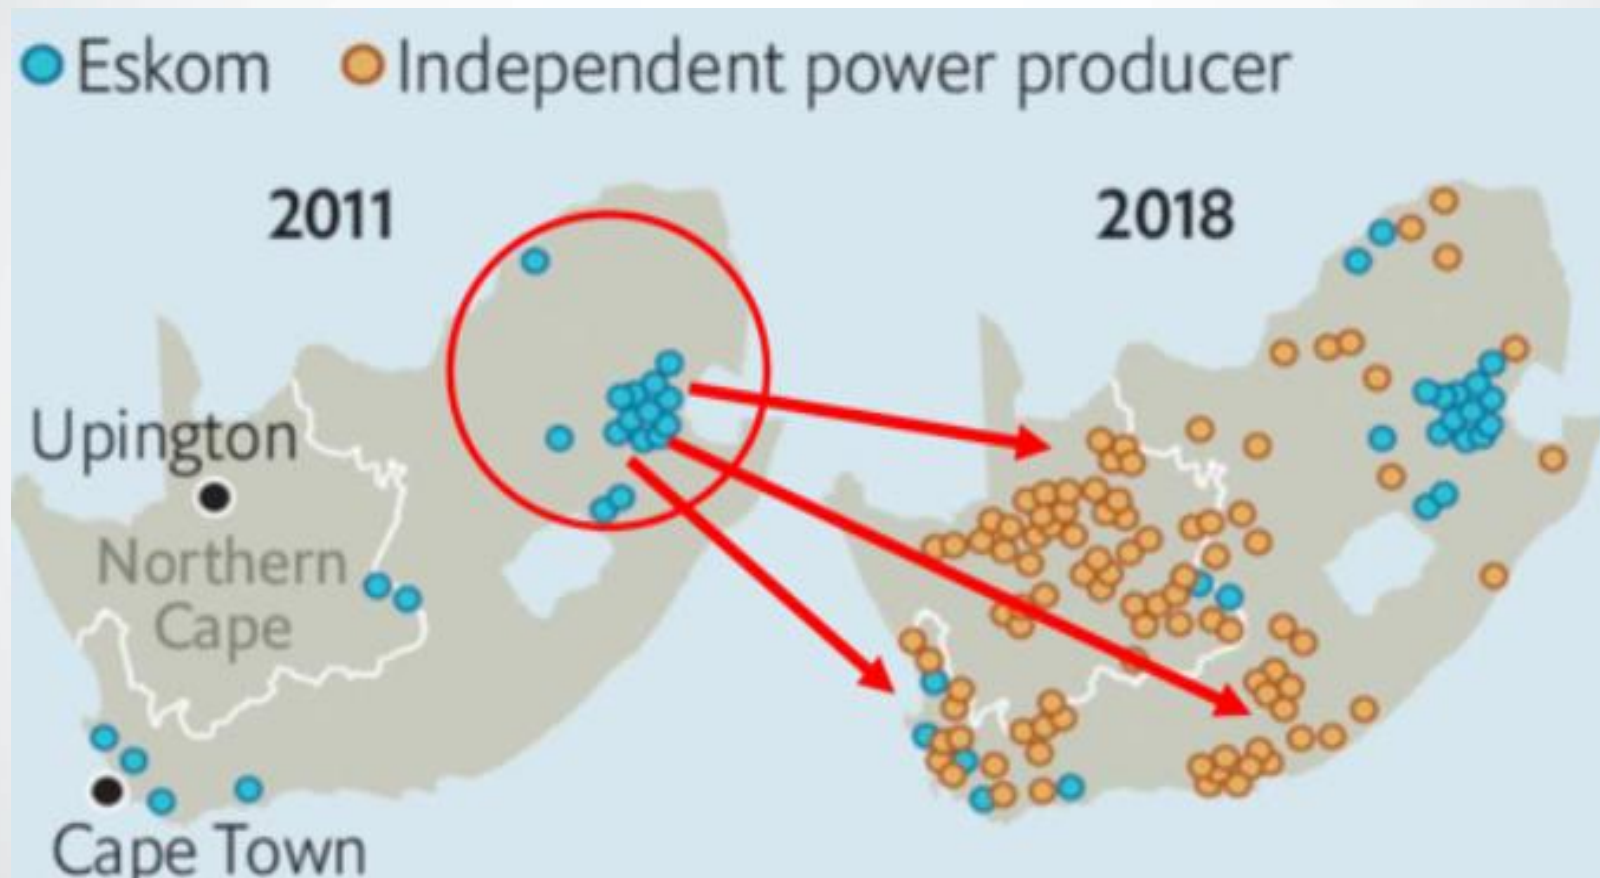 Eskom
Independent power producer
2011
2018
Upington
Northern
Cape
Cape Town